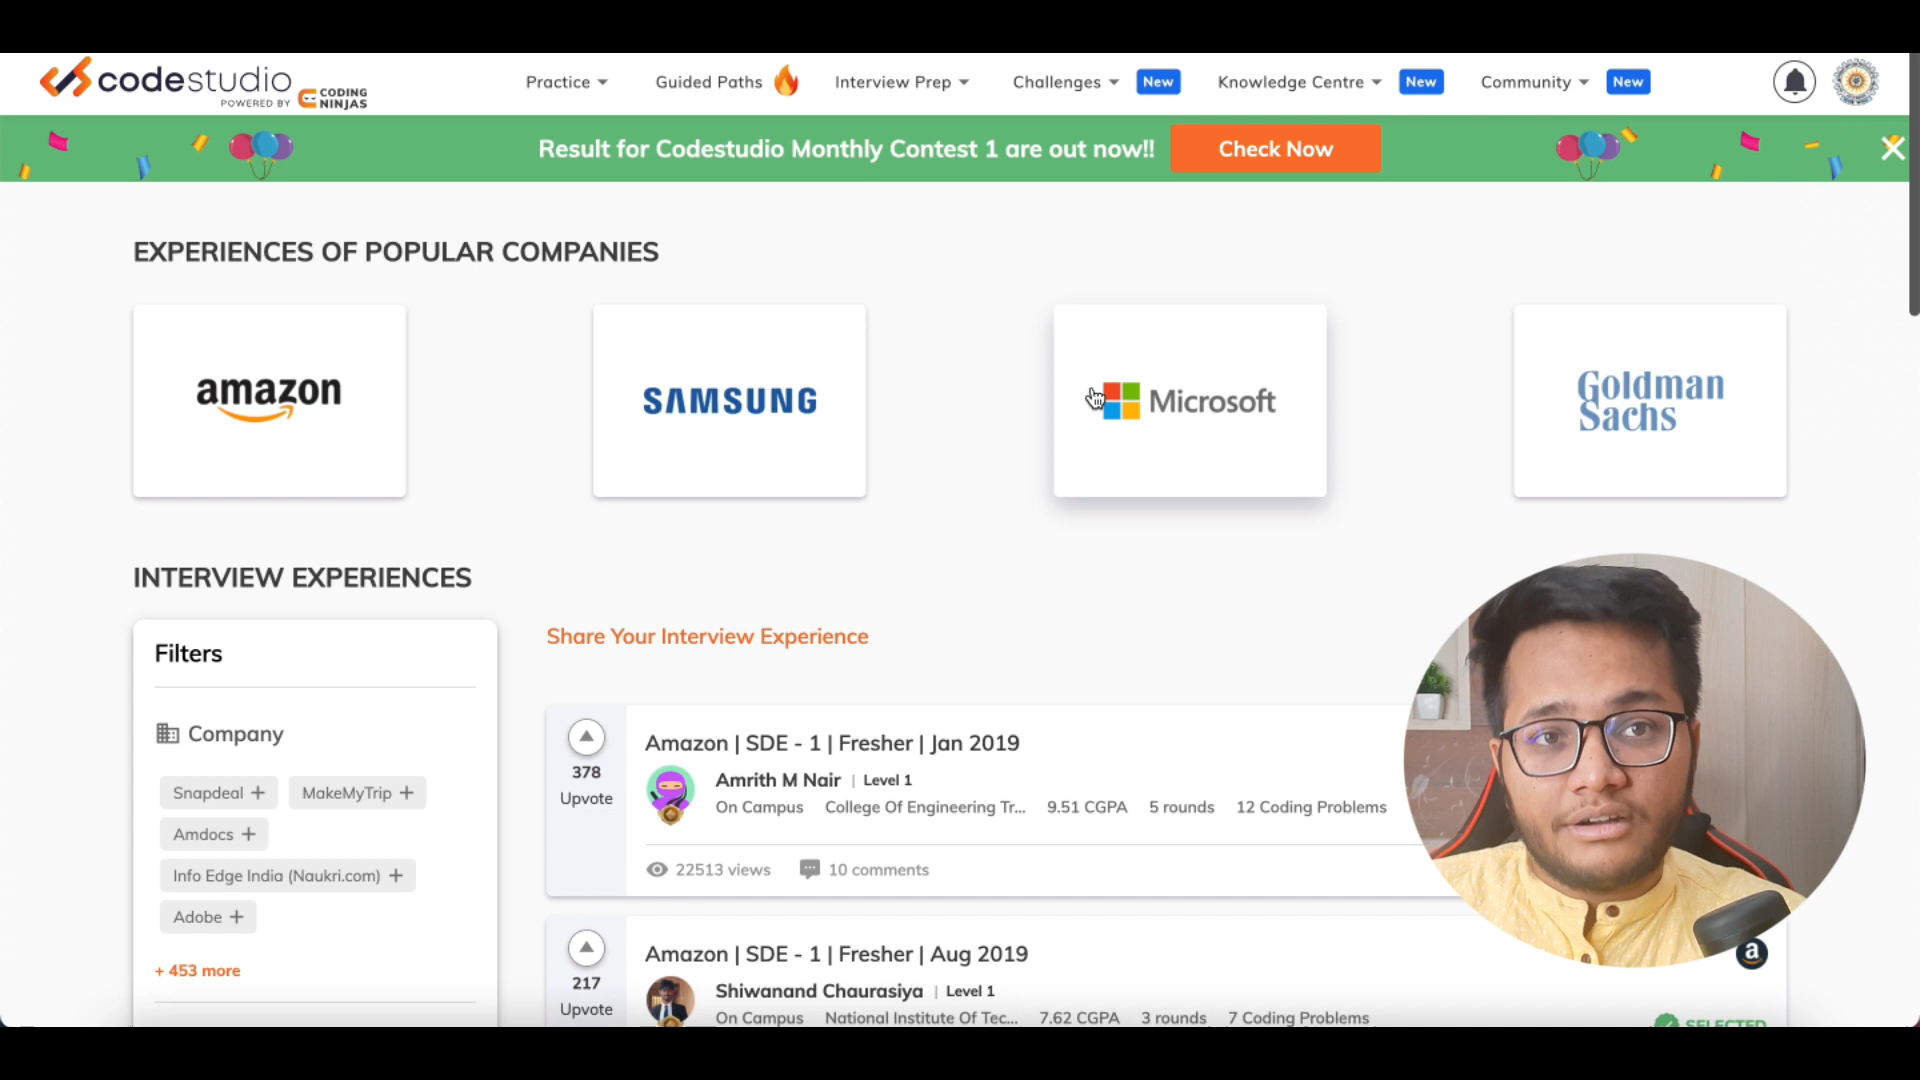 codestudio
POWERED BY CODING NINJAS
Practice
Guided Paths
Interview Prep
Challenges
New
Knowledge Centre
New
Community
New
Result for Codestudio Monthly Contest 1 are out now!!
Check Now
EXPERIENCES OF POPULAR COMPANIES
amazon
SAMSUNG
Microsoft
Goldman
Sachs
INTERVIEW EXPERIENCES
Filters
Company
Snapdeal +
MakeMyTrip +
Amdocs +
Info Edge India (Naukri.com) +
Adobe +
+ 453 more
Share Your Interview Experience
378
Upvote
Amazon | SDE - 1 | Fresher | Jan 2019
Amrith M Nair | Level 1
On Campus College Of Engineering Tr... 9.51 CGPA 5 rounds 12 Coding Problems
22513 views 10 comments
217
Upvote
Amazon | SDE - 1 | Fresher | Aug 2019
a
Shiwanand Chaurasiya | Level 1
On Campus National Institute Of Tec... 7.62 CGPA 3 rounds 7 Coding Problems
SELECTED